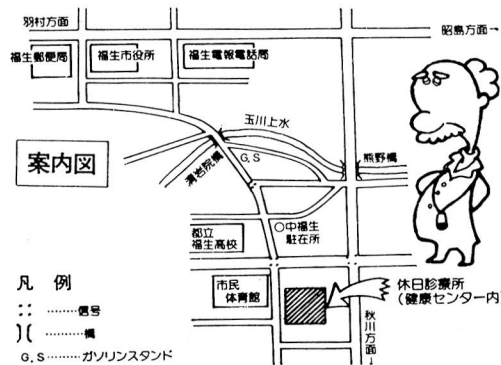 羽村方面
昭島方面→
福生郵便局
福生市役所
福生電報電話局
玉川上水
案内図
清岩院橋
G.S
熊野橋
都立
福生高校
○中福生
駐在所
凡例
市民
体育館
休日診療所
(健康センター内)
秋川方面→
:: ………信号
)( ………橋
G.S………ガソリンスタンド